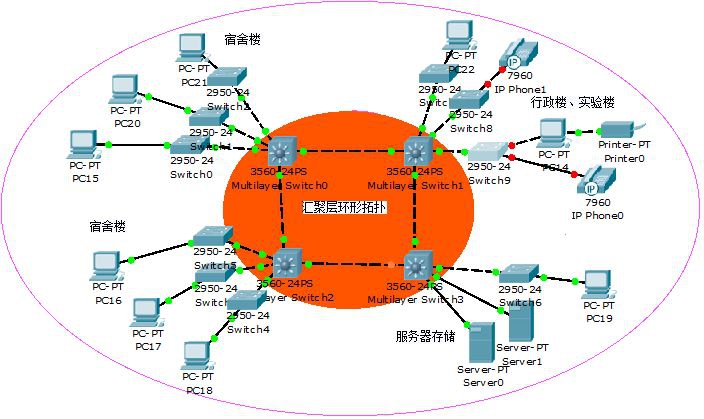 宿舍楼
PC-PT
PC21
2950-24
Switch2
PC-PT
PC20
2950-24
Switch1
PC-PT
PC15
2950-24
Switch0
PC-PT
PC22
2950-24
7960
IP Phone1
2950-24
Switch8
行政楼、实验楼
PC-PT
PC14
Printer-PT
Printer0
2950-24
Switch9
IP
7960
IP Phone0
3560-24PS
Multilayer Switch0
3560-24PS
Multilayer Switch1
汇聚层环形拓扑
宿舍楼
PC-PT
PC16
2950-24
Switch5
PC-PT
PC17
2950-24
PC-PT
PC18
2950-24
Switch4
3560-24PS
Switch2
3560-24PS
Multilayer Switch3
2950-24
Switch6
PC-PT
PC19
服务器存储
Server-PT
Server1
Server-PT
Server0